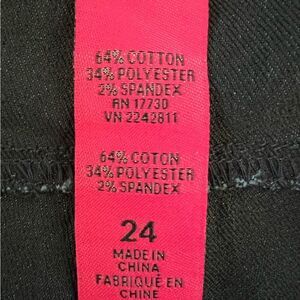 64% COTTON
34% POLYESTER
2% SPANDEX
RN 17730
VN 2242811
64% COTON
34% POLYESTER
2% SPANDEX
24
MADE IN
CHINA
FABRIQUÉ EN
CHINE